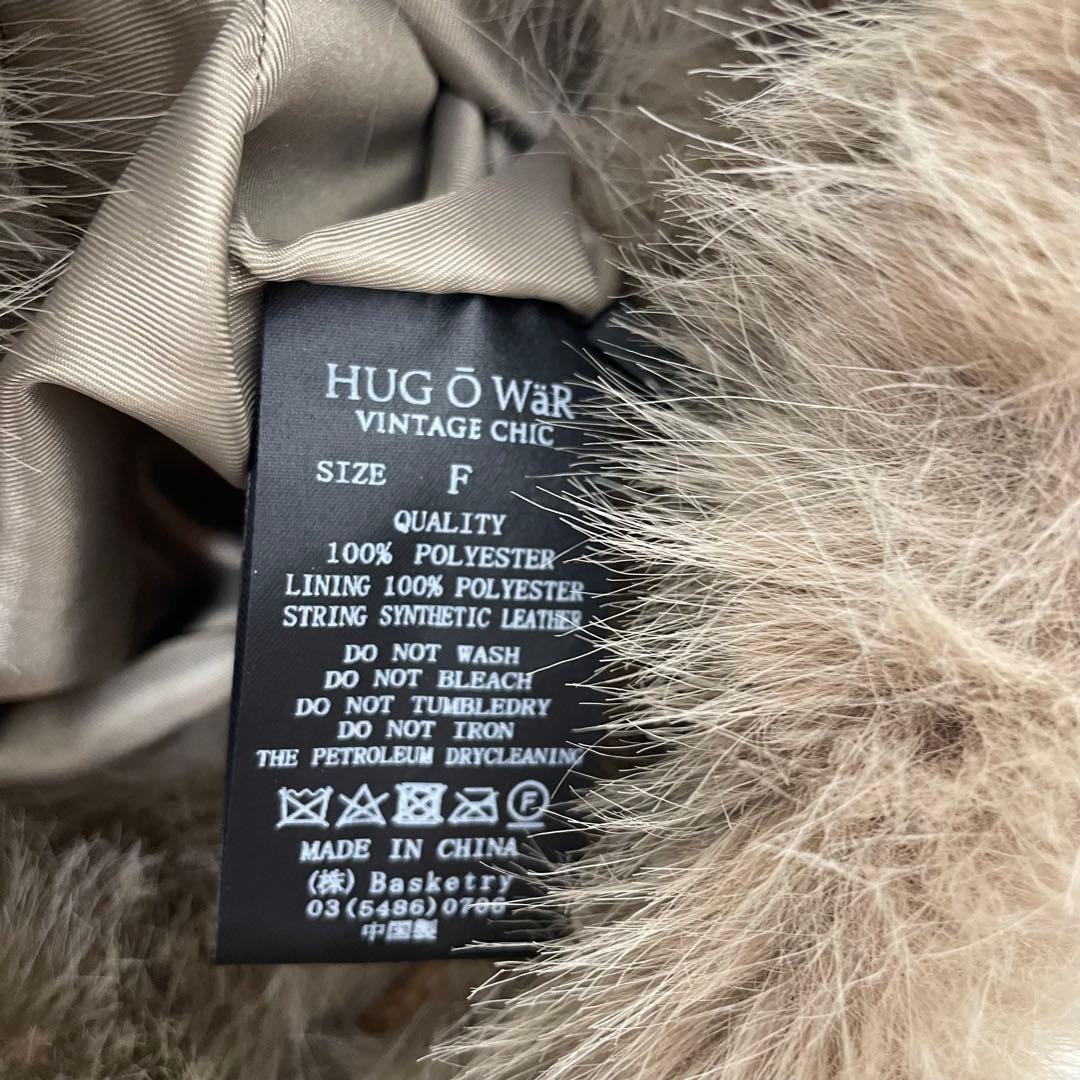 HUG Ō WäR
VINTAGE CHIC
SIZE F
QUALITY
100% POLYESTER
LINING 100% POLYESTER
STRING SYNTHETIC LEATHER
DO NOT WASH
DO NOT BLEACH
DO NOT TUMBLEDRY
DO NOT IRON
THE PETROLEUM DRYCLEANING
F
MADE IN CHINA
(株) Basketry
03(5486)0706
中国製